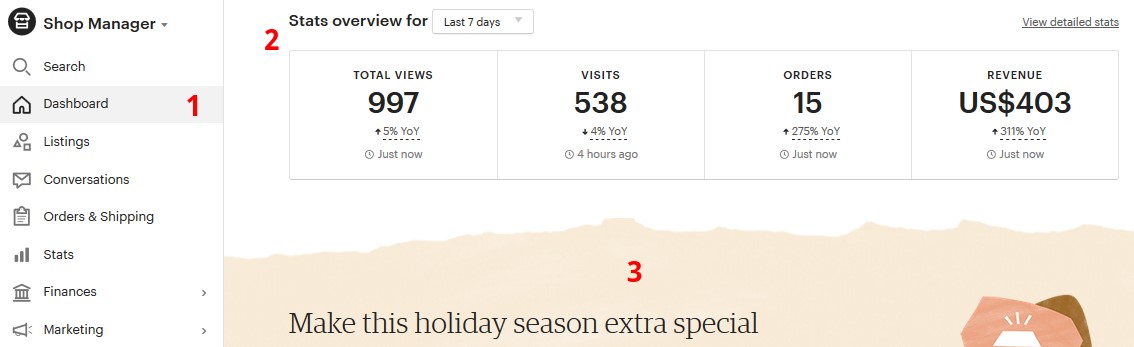 Shop Manager
Search
Dashboard
1
Listings
Conversations
Orders & Shipping
Stats
Finances
Marketing
Stats overview for Last 7 days
View detailed stats
2
TOTAL VIEWS
997
5% YoY
Just now
VISITS
538
4% YoY
4 hours ago
ORDERS
15
275% YoY
Just now
REVENUE
US$403
311% YoY
Just now
3
Make this holiday season extra special